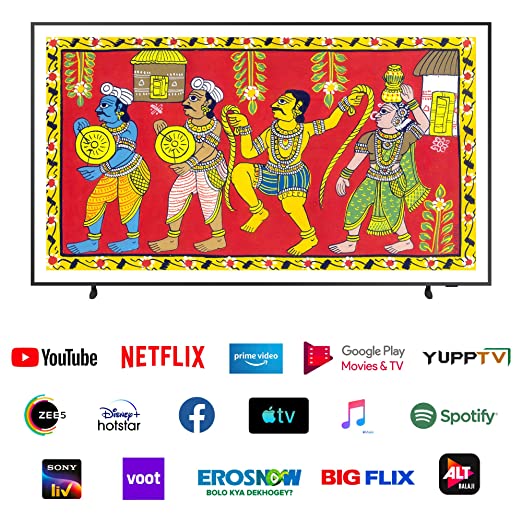 YouTube
NETFLIX
prime video
Google Play
Movies & TV
YUPPTV
ZEE5
Disney+
hotstar
f
tv
Spotify
SONY
liv
voot
EROSNOW
BOLO KYA DEKHOGEY?
BIG FLIX
ALT
BALAJI